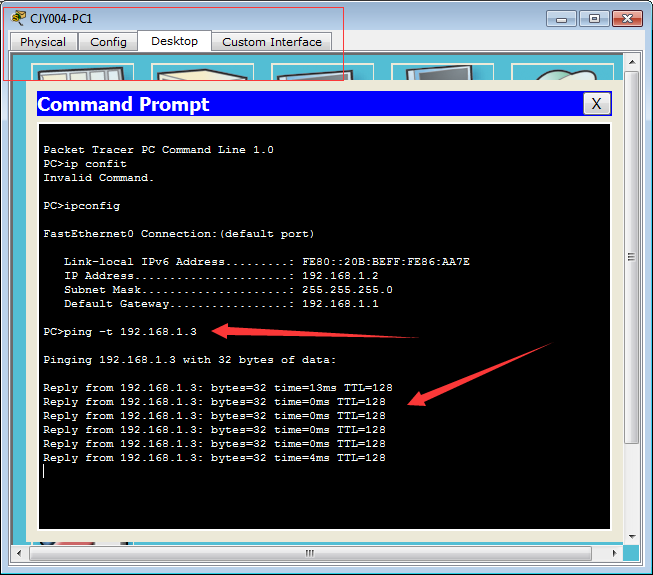 CJY004-PC1
Physical Config Desktop Custom Interface
Command Prompt X
Packet Tracer PC Command Line 1.0
PC>ip confit
Invalid Command.
PC>ipconfig
FastEthernet0 Connection:(default port)
Link-local IPv6 Address.........: FE80::20B:BEFF:FE86:AA7E
IP Address......................: 192.168.1.2
Subnet Mask.....................: 255.255.255.0
Default Gateway.................: 192.168.1.1
PC>ping -t 192.168.1.3
Pinging 192.168.1.3 with 32 bytes of data:
Reply from 192.168.1.3: bytes=32 time=13ms TTL=128
Reply from 192.168.1.3: bytes=32 time=0ms TTL=128
Reply from 192.168.1.3: bytes=32 time=0ms TTL=128
Reply from 192.168.1.3: bytes=32 time=0ms TTL=128
Reply from 192.168.1.3: bytes=32 time=0ms TTL=128
Reply from 192.168.1.3: bytes=32 time=4ms TTL=128